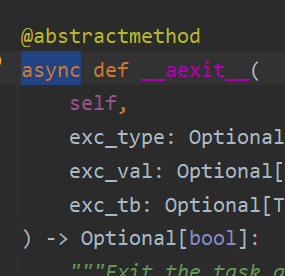 @abstractmethod
async def __aexit__(
self,
exc_type: Optional
exc_val: Optional[
exc_tb: Optional[T
) -> Optional[bool]:
"""Exit the task